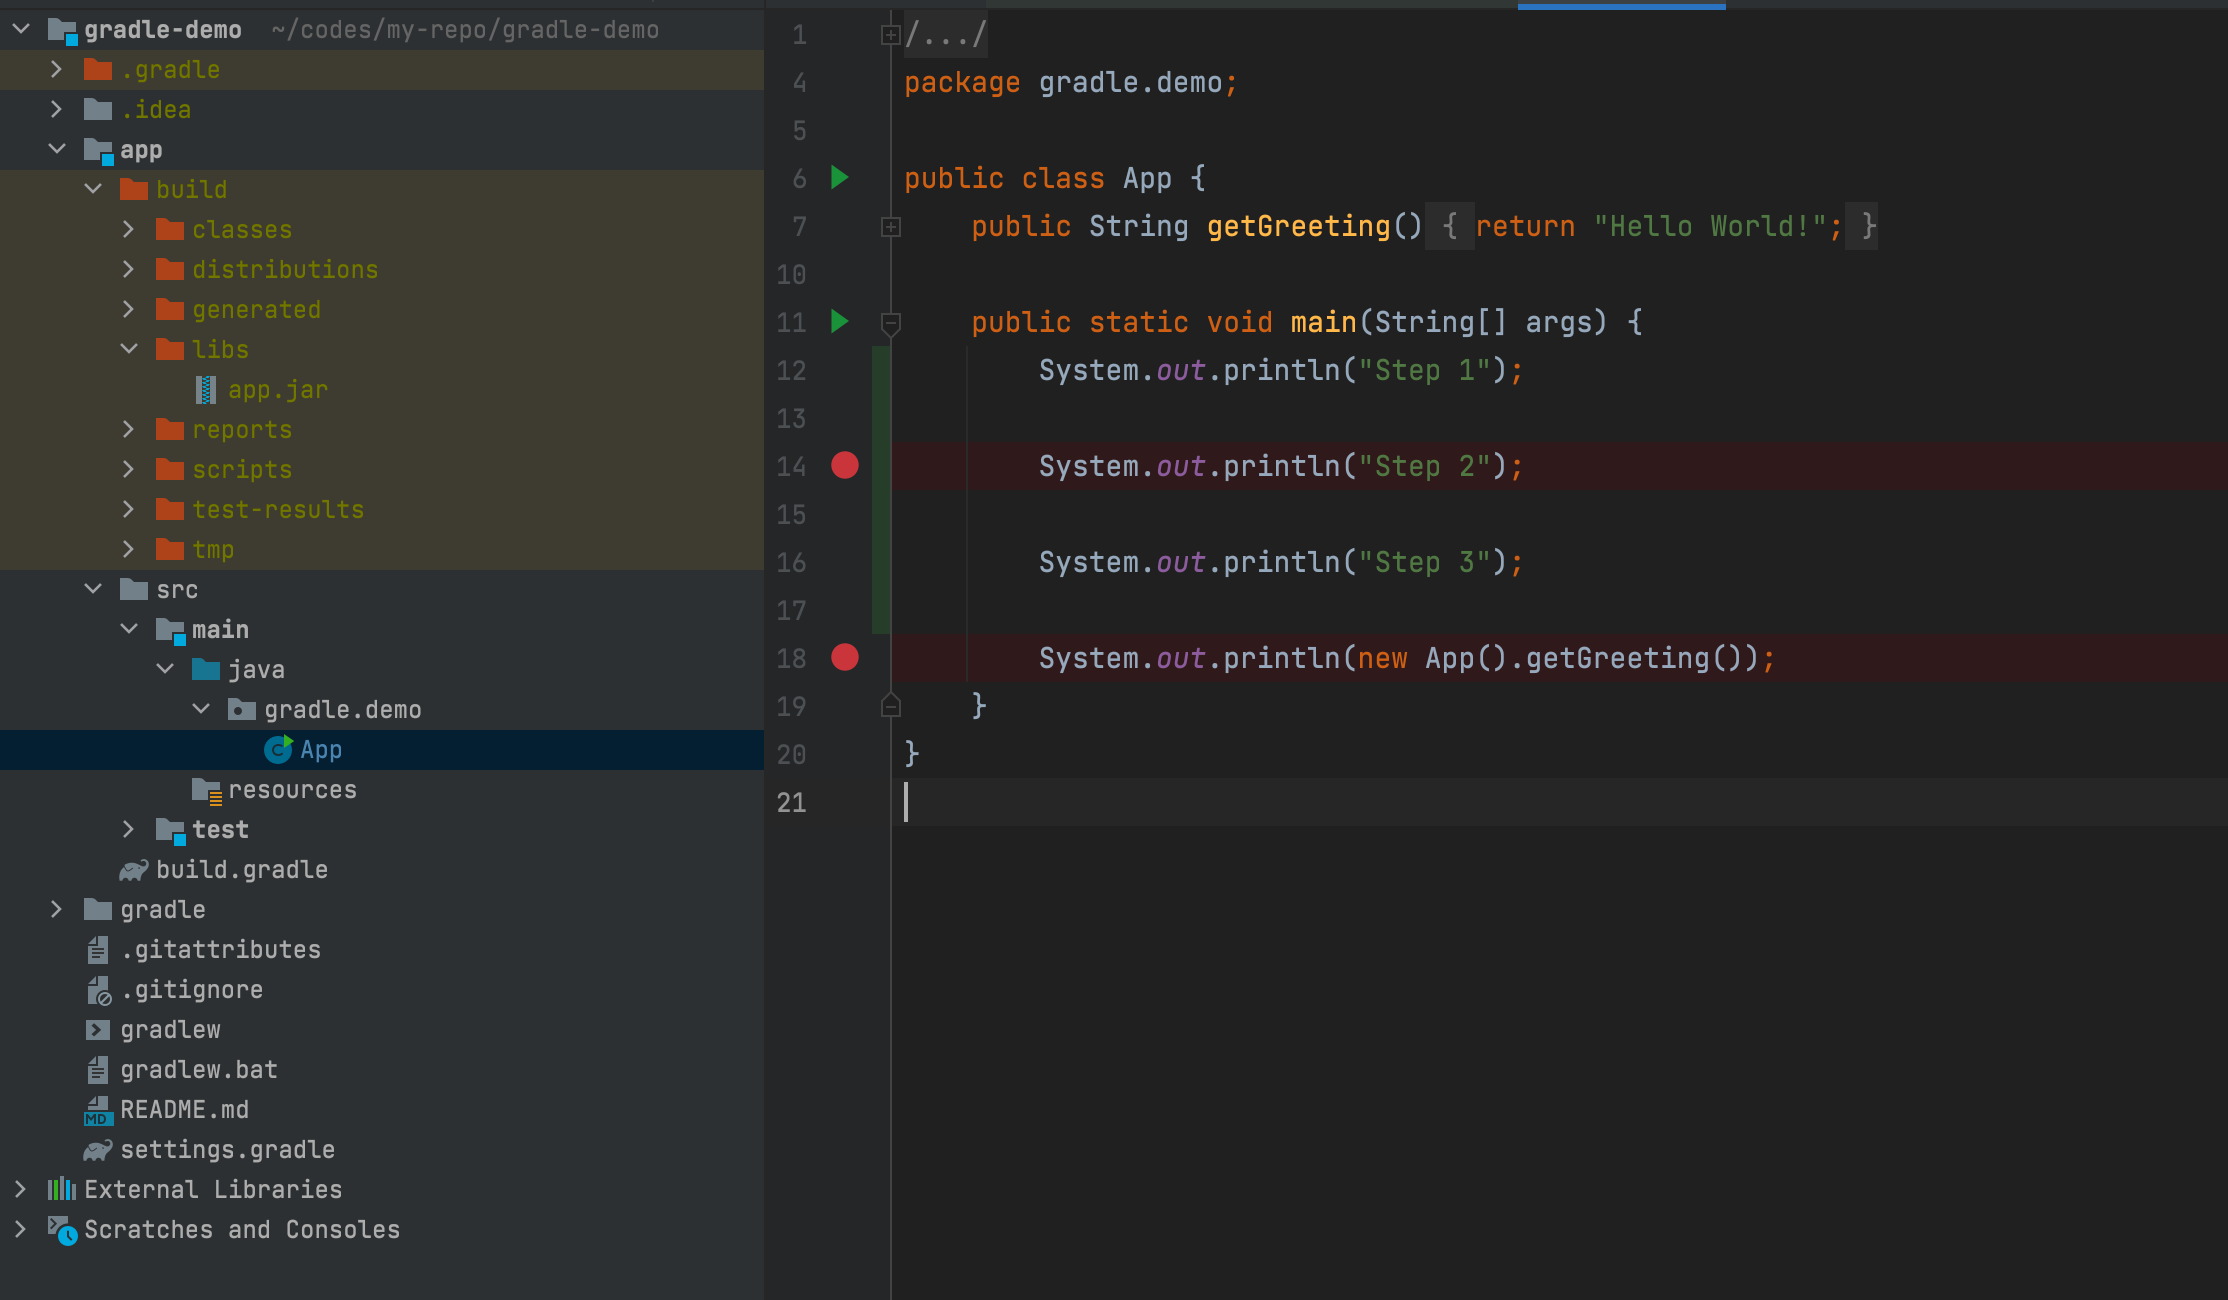 gradle-demo ~/codes/my-repo/gradle-demo
.gradle
.idea
app
build
classes
distributions
generated
libs
app.jar
reports
scripts
test-results
tmp
src
main
java
gradle.demo
App
resources
test
build.gradle
gradle
.gitattributes
.gitignore
gradlew
gradlew.bat
MD README.md
settings.gradle
External Libraries
Scratches and Consoles
1 /.../
4 package gradle.demo;
5
6 public class App {
7 public String getGreeting() { return "Hello World!"; }
10
11 public static void main(String[] args) {
12 System.out.println("Step 1");
13
14 System.out.println("Step 2");
15
16 System.out.println("Step 3");
17
18 System.out.println(new App().getGreeting());
19 }
20 }
21